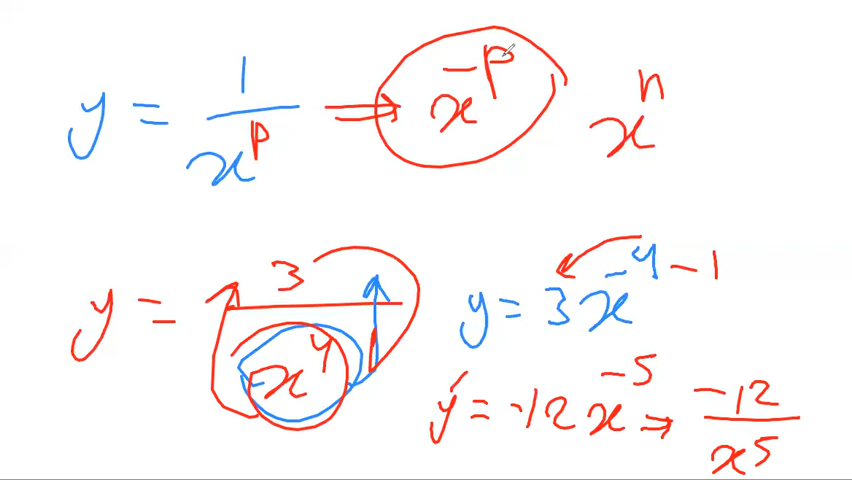 y = 1/x^p ⇒ x^-p x^n
y = 3/x^4 y = 3x^-4 - 1
y' = -12x^-5 → -12/x^5